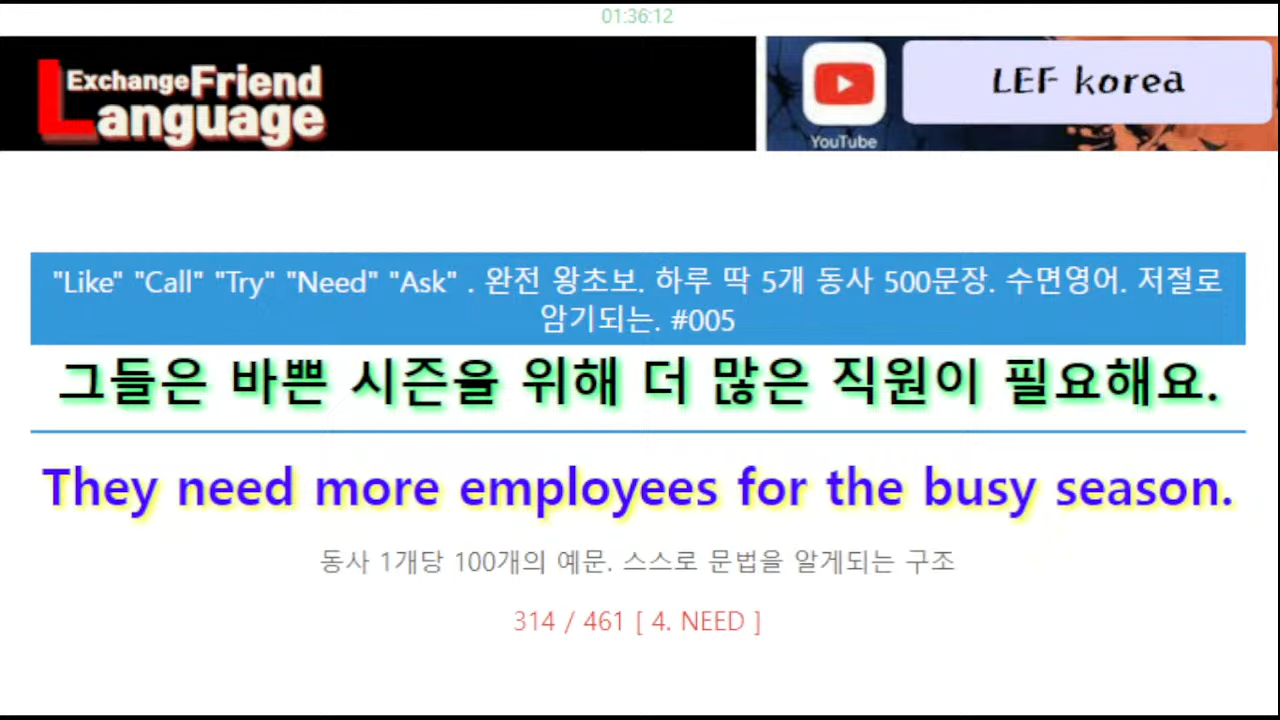 01:36:12
ExchangeFriend
Language
LEF korea
YouTube
"Like" "Call" "Try" "Need" "Ask" . 완전 왕초보. 하루 딱 5개 동사 500문장. 수면영어. 저절로
암기되는. #005
그들은 바쁜 시즌을 위해 더 많은 직원이 필요해요.
They need more employees for the busy season.
동사 1개당 100개의 예문. 스스로 문법을 알게되는 구조
314 / 461 [ 4. NEED ]